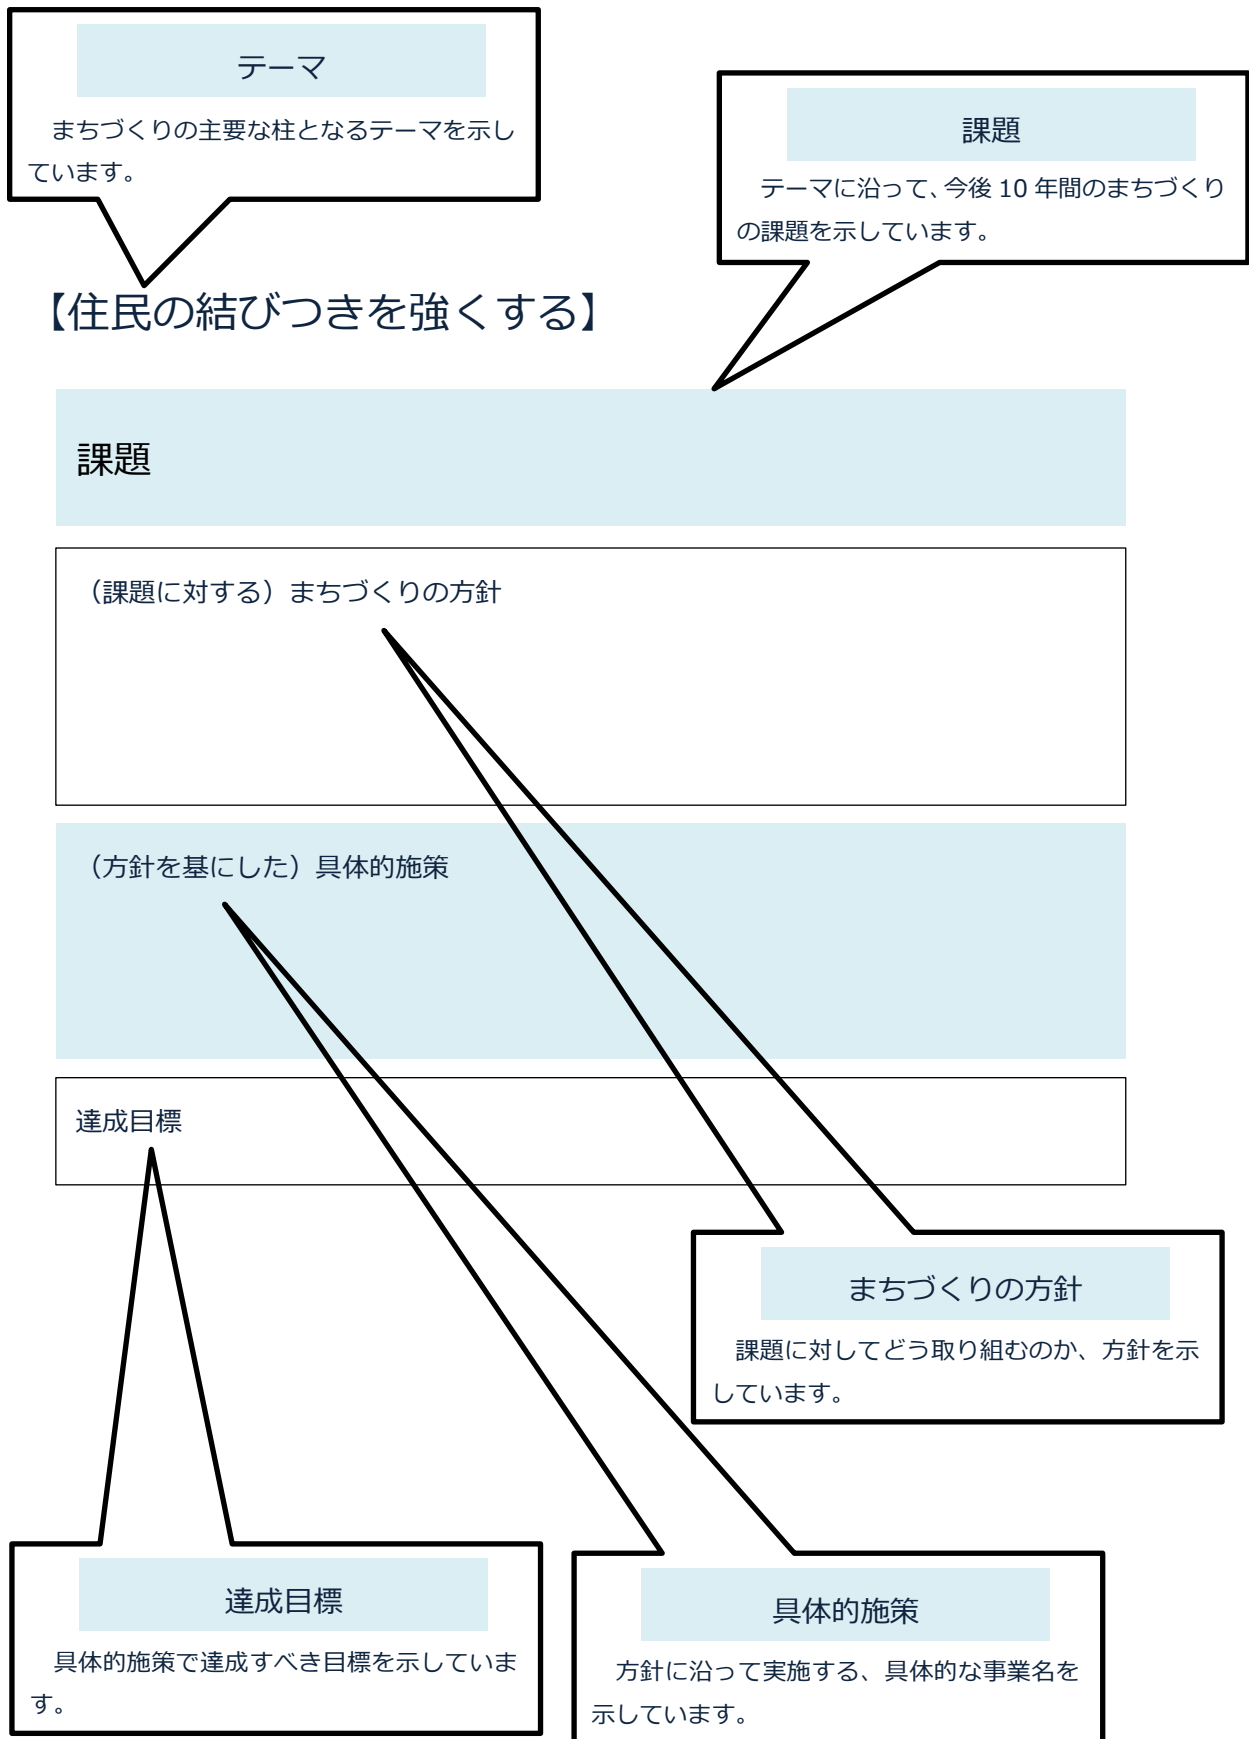 テーマ
まちづくりの主要な柱となるテーマを示し
ています。
課題
テーマに沿って、今後 10 年間のまちづくり
の課題を示しています。
【住民の結びつきを強くする】
課題
（課題に対する）まちづくりの方針
（方針を基にした）具体的施策
達成目標
まちづくりの方針
課題に対してどう取り組むのか、方針を示
しています。
達成目標
具体的施策で達成すべき目標を示していま
す。
具体的施策
方針に沿って実施する、具体的な事業名を
示しています。